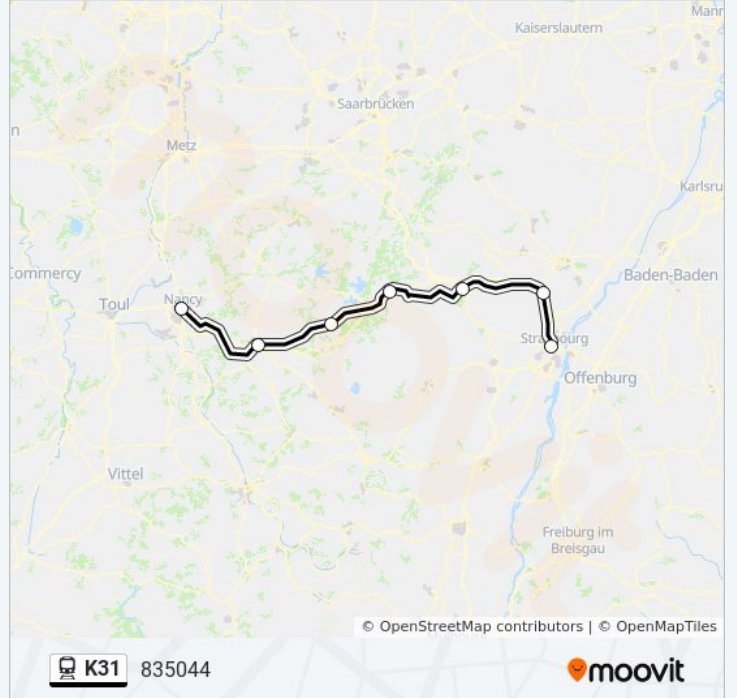 Mann
Kaiserslautern
Saarbrücken
n
Metz
Karlsru
Commercy
Baden-Baden
Toul
Nancy
Strasbourg
Offenburg
Vittel
Freiburg im
Breisgau
© OpenStreetMap contributors | © OpenMapTiles
K31 835044
moovit